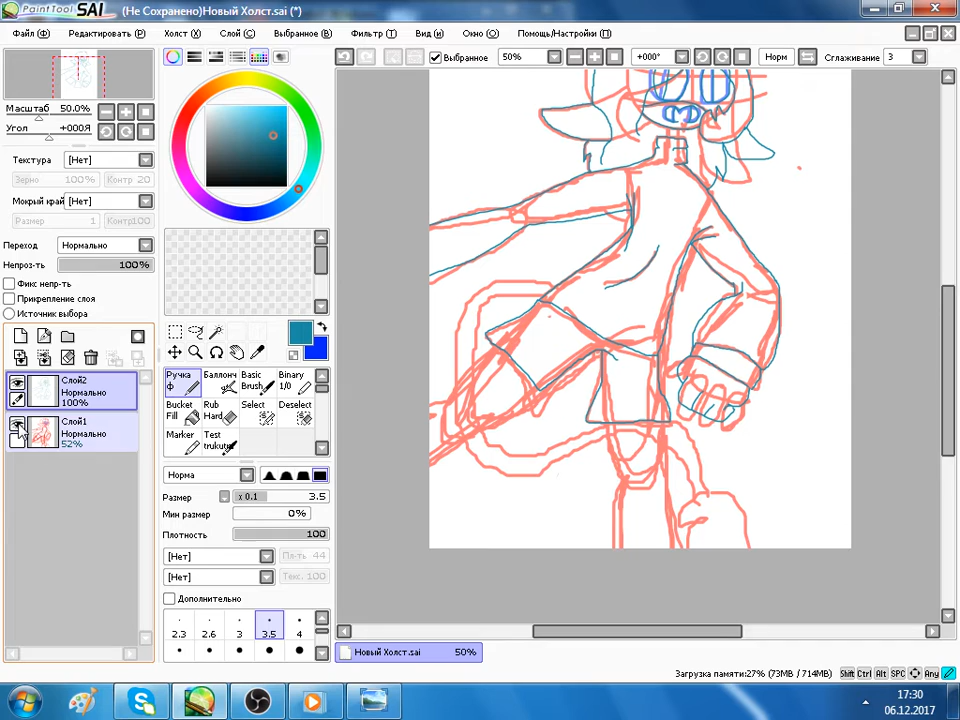 PaintTool SAI (Не Сохранено)Новый Холст.sai (*)
Файл (Ф) Редактировать (Р) Холст (Х) Слой (С) Выбранное (В) Фильтр (Т) Вид (И) Окно (О) Помощь/Настройки (П)
Выбранное 50% +000° Норм Сглаживание 3
Масштаб 50.0%
Угол +000Я
Текстура [Нет]
Зерно 100% Контр 20
Мокрый край [Нет]
Размер 1 Контр100
Переход Нормально
Непроз-ть 100%
Фикс непр-ть
Прикрепление слоя
Источник выбора
Слой2
Нормально
100%
Слой1
Нормально
52%
Ручка ф Баллонч Basic Brush Binary 1/0
Bucket Fill Rub Hard Select Deselect
Marker Test trukutuk
Норма
Размер x 0.1 3.5
Мин размер 0%
Плотность 100
[Нет] Пл-ть 44
[Нет] Текс. 100
Дополнительно
2.3 2.6 3 3.5 4
Новый Холст.sai 50%
Загрузка памяти:27% (73MB / 714MB) Shift Ctrl Alt SPC Any
17:30
06.12.2017